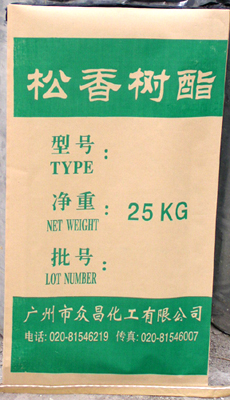 松香树酯
型号：
TYPE
净重：
NET WEIGHT
25 KG
批号：
LOT NUMBER
广州市众昌化工有限公司
电话: 020-81546219 传真: 020-81546007